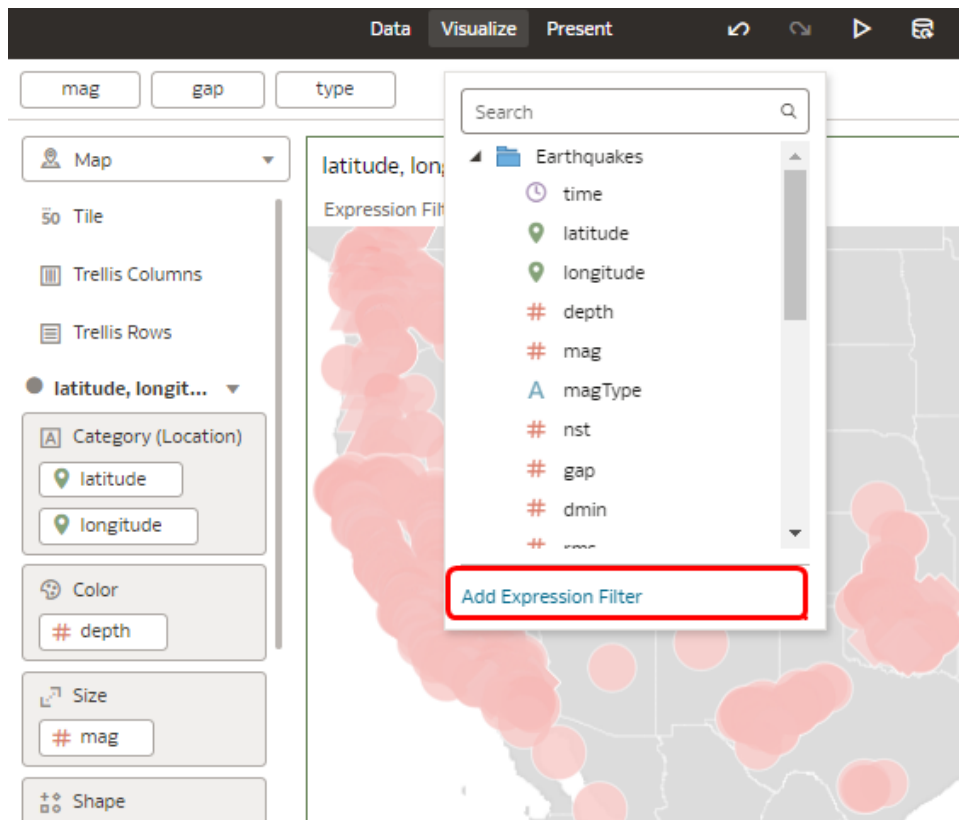 Data Visualize Present
mag gap type
Search
Map
latitude, lon
Earthquakes
Expression Filt
time
50 Tile
latitude
Trellis Columns
longitude
depth
Trellis Rows
mag
latitude, longit...
A magType
A Category (Location)
# nst
latitude
# gap
longitude
# dmin
Color
Add Expression Filter
# depth
Size
# mag
Shape